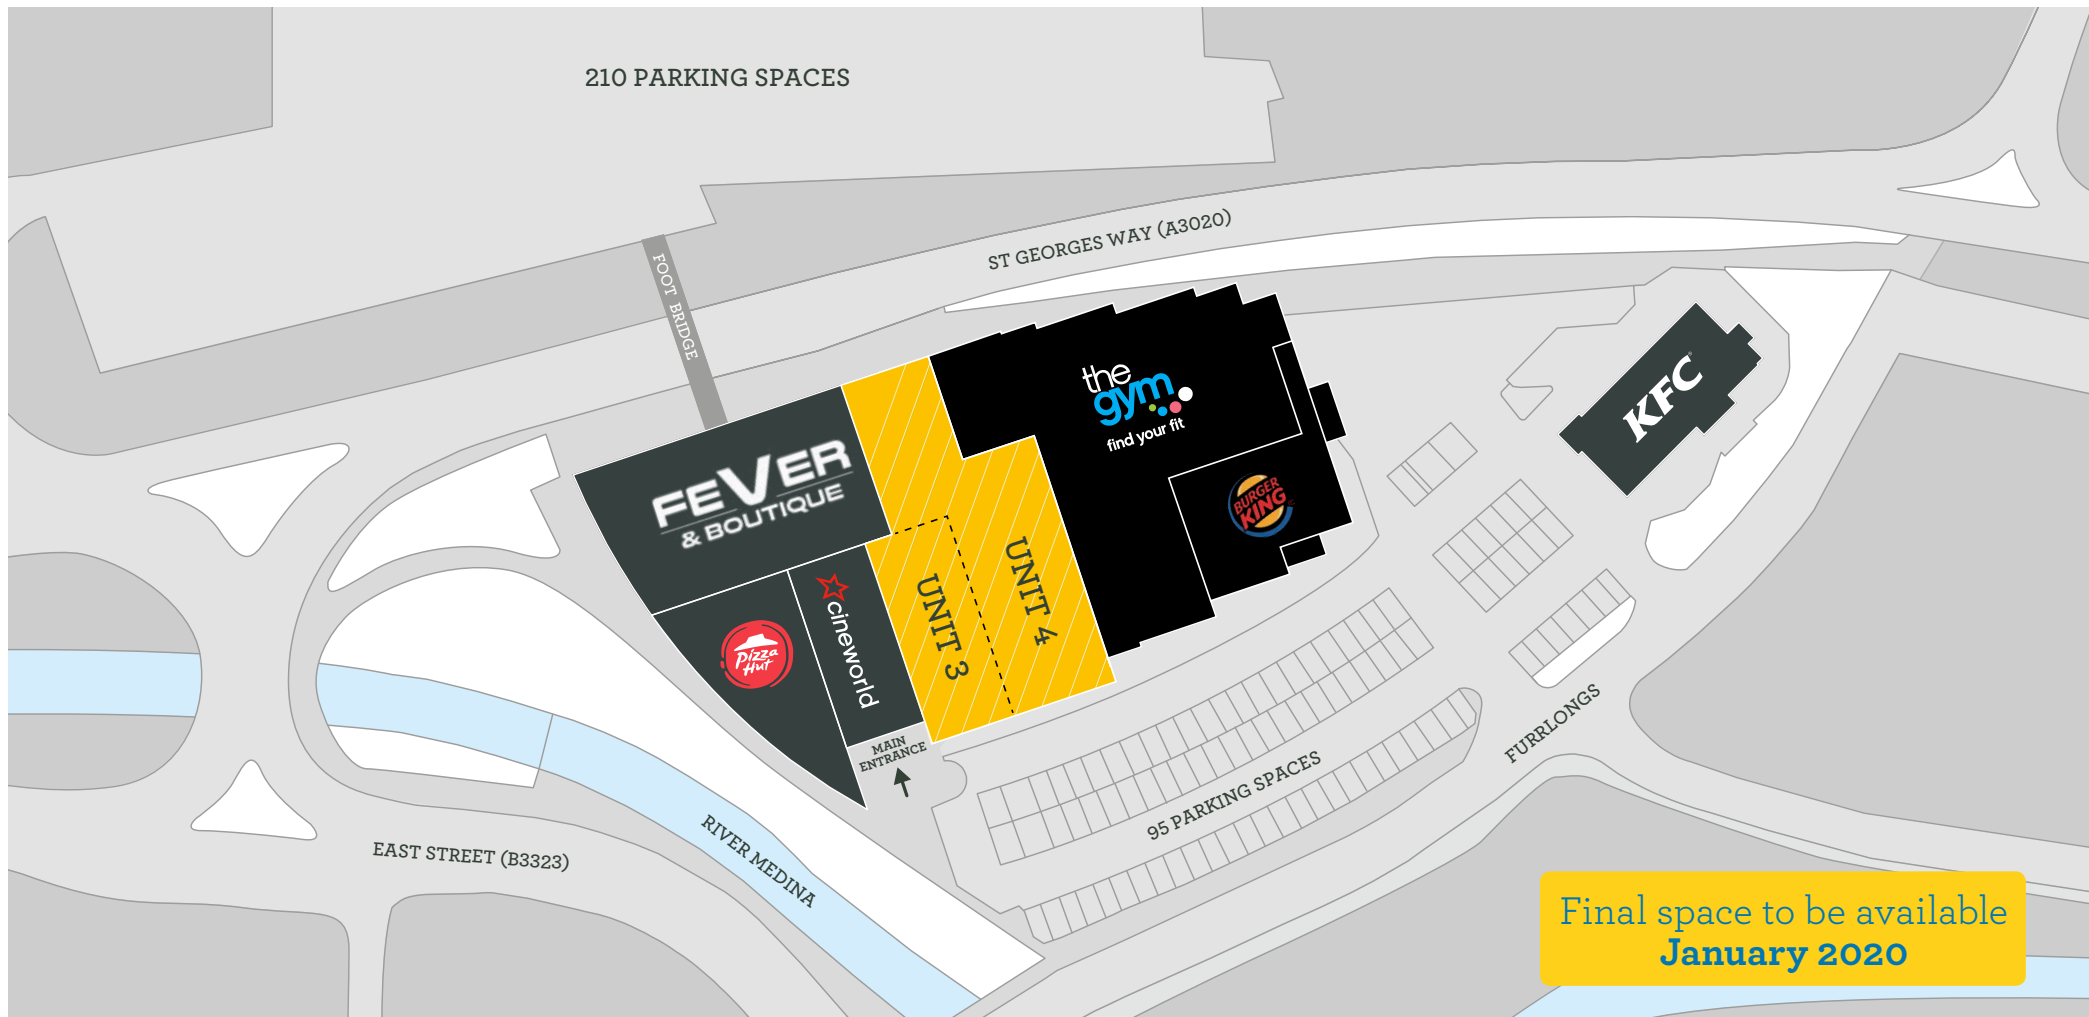 210 PARKING SPACES
ST GEORGES WAY (A3020)
FOOT BRIDGE
the
gym
find your fit
KFC
FEVER
& BOUTIQUE
BURGER
KING
UNIT 4
UNIT 3
cineworld
Pizza
Hut
MAIN
ENTRANCE
FURRLONGS
95 PARKING SPACES
RIVER MEDINA
EAST STREET (B3323)
Final space to be available
January 2020